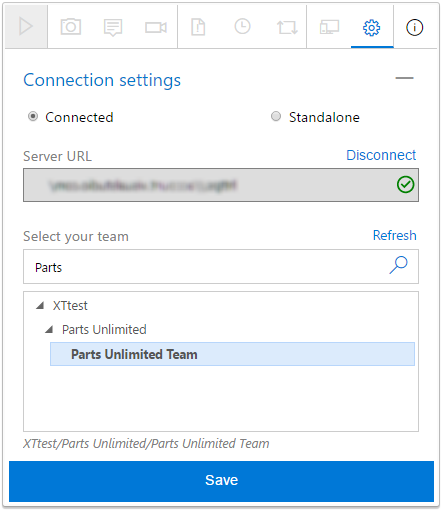 Connection settings
Connected Standalone
Server URL Disconnect
Select your team Refresh
Parts
XTtest
Parts Unlimited
Parts Unlimited Team
XTtest/Parts Unlimited/Parts Unlimited Team
Save